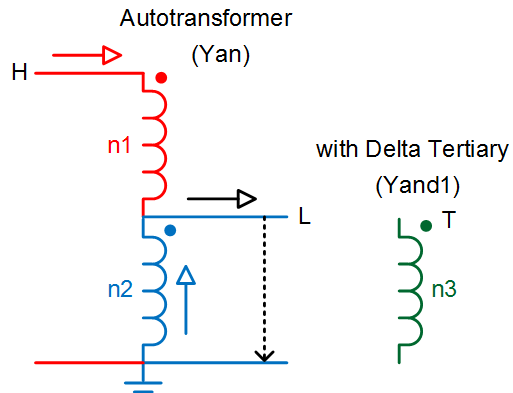 Autotransformer
(Yan)
H
n1
with Delta Tertiary
(Yand1)
L
T
n2
n3